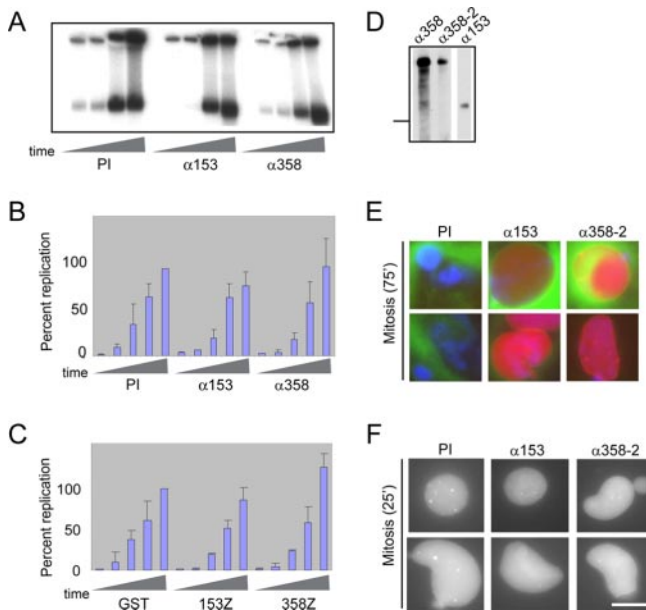 A
time
PI
α153
α358
D
α358
α358-2
α153
B
Percent replication
100
50
0
time
PI
α153
α358
C
Percent replication
100
50
0
time
GST
153Z
358Z
E
PI
α153
α358-2
Mitosis (75')
F
PI
α153
α358-2
Mitosis (25')